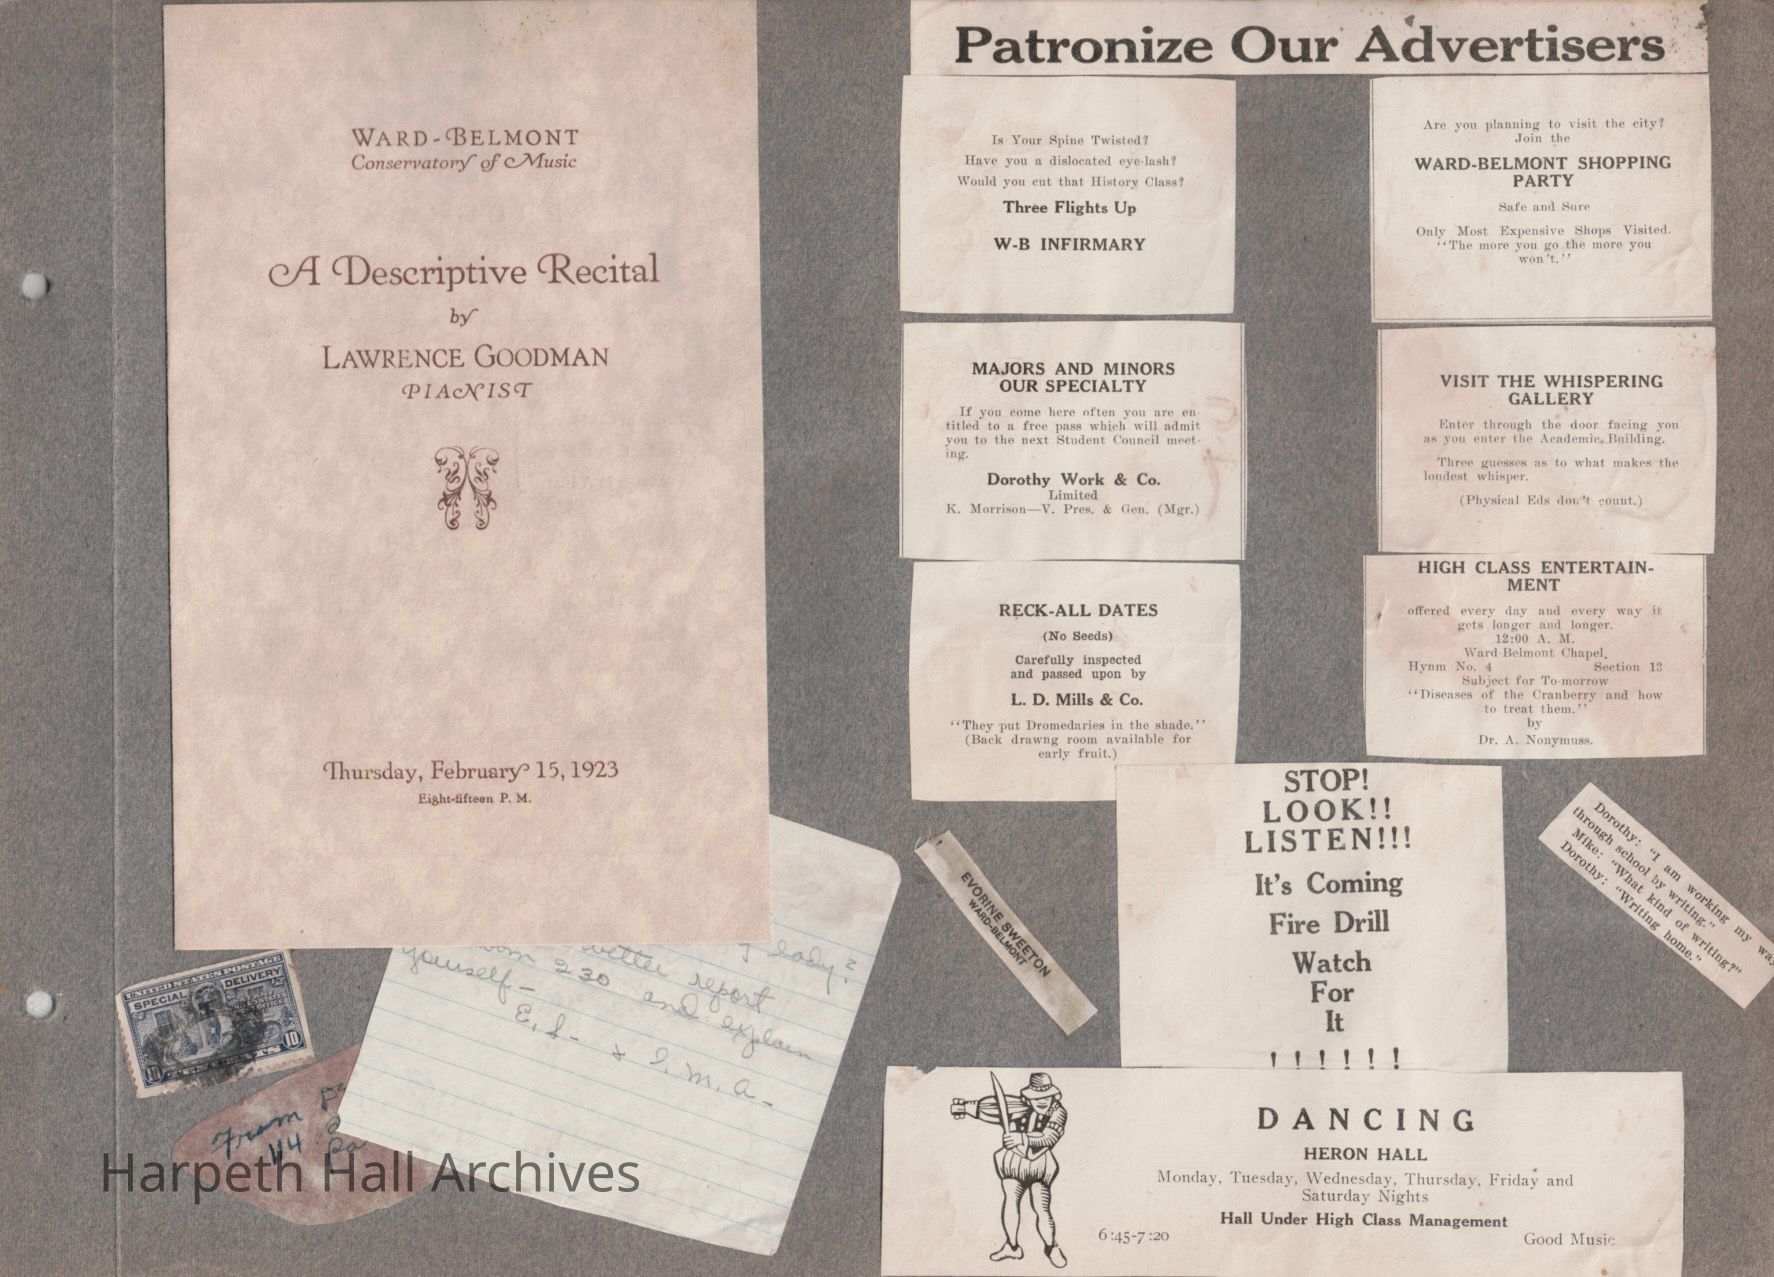 WARD-BELMONT
Conservatory of Music
A Descriptive Recital
by
LAWRENCE GOODMAN
PIANIST
Thursday, February 15, 1923
Eight-fifteen P. M.
lady?
better report
yourself-
230 and explain
E. S. - & I. M. A-
UNITED STATES POSTAGE
SPECIAL DELIVERY
10
From
114
Harpeth Hall Archives
Patronize Our Advertisers
Is Your Spine Twisted?
Have you a dislocated eye-lash?
Would you cut that History Class?
Three Flights Up
W-B INFIRMARY
Are you planning to visit the city?
Join the
WARD-BELMONT SHOPPING
PARTY
Safe and Sure
Only Most Expensive Shops Visited.
"The more you go the more you
won't."
MAJORS AND MINORS
OUR SPECIALTY
If you come here often you are en
titled to a free pass which will admit
you to the next Student Council meet-
ing.
Dorothy Work & Co.
Limited
K. Morrison—V. Pres. & Gen. (Mgr.)
VISIT THE WHISPERING
GALLERY
Enter through the door facing you
as you enter the Academic Building.
Three guesses as to what makes the
loudest whisper.
(Physical Eds don't count.)
RECK-ALL DATES
(No Seeds)
Carefully inspected
and passed upon by
L. D. Mills & Co.
"They put Dromedaries in the shade."
(Back drawng room available for
early fruit.)
HIGH CLASS ENTERTAIN-
MENT
offered every day and every way it
gets longer and longer.
12:00 A. M.
Ward-Belmont Chapel.
Hynm No. 4 Section 13
Subject for To-morrow
"Diseases of the Cranberry and how
to treat them."
by
Dr. A. Nonymuss.
EVORINE SWEETON
WARD-BELMONT
STOP!
LOOK!!
LISTEN!!!
It's Coming
Fire Drill
Watch
For
It
! ! ! ! ! !
Dorothy: "I am working my way
through school by writing."
Mike: "What kind of writing?"
Dorothy: "Writing home."
DANCING
HERON HALL
Monday, Tuesday, Wednesday, Thursday, Friday and
Saturday Nights
Hall Under High Class Management
6:45-7:20
Good Music